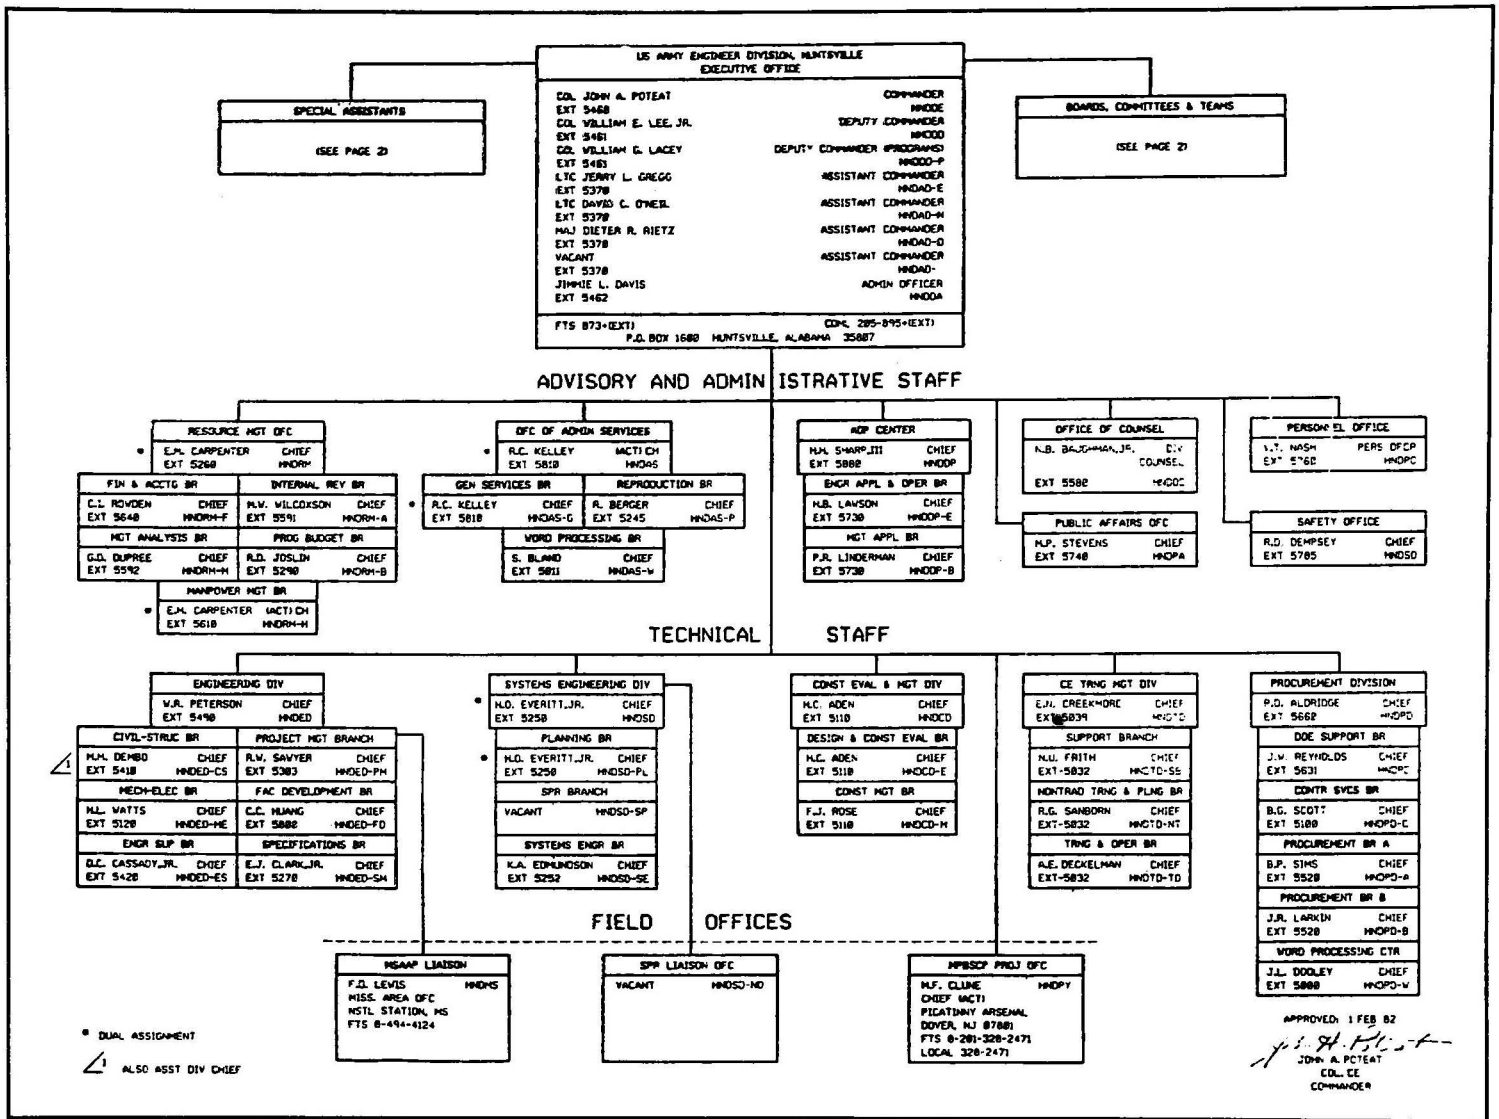 US ARMY ENGINEER DIVISION, HUNTSVILLE
EXECUTIVE OFFICE
COL JOHN A. POTEAT COMMANDER
EXT 5460 HNDDE
COL WILLIAM E. LEE, JR. DEPUTY COMMANDER
EXT 5461 HNDDD
COL WILLIAM G. LACEY DEPUTY COMMANDER (PROGRAMS)
EXT 5461 HNDDD-P
LTC JERRY L. GREGG ASSISTANT COMMANDER
EXT 5370 HNDAD-E
LTC DAVID C. O'NEIL ASSISTANT COMMANDER
EXT 5370 HNDAD-N
MAJ DIETER R. RIETZ ASSISTANT COMMANDER
EXT 5370 HNDAD-D
VACANT ASSISTANT COMMANDER
EXT 5370 HNDAD-
JIMMIE L. DAVIS ADMIN OFFICER
EXT 5462 HNDDA
FTS 873+(EXT) COML 205-895+(EXT)
P.O. BOX 1600 HUNTSVILLE, ALABAMA 35807
SPECIAL ASSISTANTS
(SEE PAGE 2)
BOARDS, COMMITTEES & TEAMS
(SEE PAGE 2)
ADVISORY AND ADMINISTRATIVE STAFF
RESOURCE MGT OFC
* E.M. CARPENTER CHIEF
EXT 5260 HNDRM
FIN & ACCTG BR
C.L. ROWDEN CHIEF
EXT 5640 HNDRM-F
INTERNAL REV BR
M.W. WILCOXSON CHIEF
EXT 5591 HNDRM-A
MGT ANALYSIS BR
G.D. DUPREE CHIEF
EXT 5592 HNDRM-M
PROG BUDGET BR
R.D. JOSLIN CHIEF
EXT 5290 HNDRM-B
MANPOWER MGT BR
* E.M. CARPENTER (ACT) CH
EXT 5610 HNDRM-H
OFC OF ADMIN SERVICES
* R.C. KELLEY (ACT) CH
EXT 5810 HNDAS
GEN SERVICES BR
* R.C. KELLEY CHIEF
EXT 5810 HNDAS-G
REPRODUCTION BR
R. BERGER CHIEF
EXT 5245 HNDAS-P
WORD PROCESSING BR
S. BLAND CHIEF
EXT 5011 HNDAS-W
ADP CENTER
H.H. SHARP, III CHIEF
EXT 5880 HNDDP
ENGR APPL & OPER BR
H.B. LAWSON CHIEF
EXT 5730 HNDDP-E
MGT APPL BR
P.R. LINDERMAN CHIEF
EXT 5730 HNDDP-B
OFFICE OF COUNSEL
N.B. BAUGHMAN, JR. DIV
COUNSEL
EXT 5580 HNDOC
PUBLIC AFFAIRS OFC
M.P. STEVENS CHIEF
EXT 5740 HNDPA
PERSONNEL OFFICE
NASH PERS OFCR
EXT 5760 HNDPC
SAFETY OFFICE
R.D. DEMPSEY CHIEF
EXT 5785 HNDSO
TECHNICAL STAFF
ENGINEERING DIV
W.R. PETERSON CHIEF
EXT 5490 HNDED
CIVIL-STRUC BR
1 M.M. DEMBO CHIEF
EXT 5410 HNDED-CS
PROJECT MGT BRANCH
R.W. SAWYER CHIEF
EXT 5303 HNDED-PM
MECH-ELEC BR
H.L. WATTS CHIEF
EXT 5120 HNDED-ME
FAC DEVELOPMENT BR
C.C. HUANG CHIEF
EXT 5080 HNDED-FD
ENGR SUP BR
D.C. CASSADY, JR. CHIEF
EXT 5420 HNDED-ES
SPECIFICATIONS BR
E.J. CLARK, JR. CHIEF
EXT 5270 HNDED-SM
SYSTEMS ENGINEERING DIV
* H.D. EVERITT, JR. CHIEF
EXT 5250 HNDSD
PLANNING BR
* H.D. EVERITT, JR. CHIEF
EXT 5250 HNDSD-PL
SPR BRANCH
VACANT HNDSD-SP
SYSTEMS ENGR BR
K.A. EDMUNDSON CHIEF
EXT 5252 HNDSD-SE
CONST EVAL & MGT DIV
H.C. ADEN CHIEF
EXT 5110 HNDCD
DESIGN & CONST EVAL BR
H.C. ADEN CHIEF
EXT 5110 HNDCD-E
CONST MGT BR
F.J. ROSE CHIEF
EXT 5110 HNDCD-M
CE TRNG MGT DIV
E.N. CREEKMORE CHIEF
EXT 5039 HNDTD
SUPPORT BRANCH
N.U. FRITH CHIEF
EXT-5032 HNDTD-SS
NONTRAD TRNG & PLNG BR
R.G. SANBORN CHIEF
EXT-5032 HNDTD-NT
TRNG & OPER BR
A.E. DECKELMAN CHIEF
EXT-5032 HNDTD-TO
PROCUREMENT DIVISION
P.D. ALDRIDGE CHIEF
EXT 5660 HNDPD
DOE SUPPORT BR
J.W. REYNOLDS CHIEF
EXT 5631
CONTR SVCS BR
B.G. SCOTT CHIEF
EXT 5100 HNDPD-C
PROCUREMENT BR A
B.P. SIMS CHIEF
EXT 5520 HNDPD-A
PROCUREMENT BR B
J.R. LARKIN CHIEF
EXT 5520 HNDPD-B
WORD PROCESSING CTR
J.L. DOOLEY CHIEF
EXT 5080 HNDPD-W
FIELD OFFICES
MSAAP LIAISON
F.D. LEWIS HNDMS
MISS. AREA OFC
NSTL STATION, MS
FTS 8-494-4124
SPR LIAISON OFC
VACANT HNDSD-NO
MPBSCP PROJ OFC
M.F. CLUNE HNDPY
CHIEF (ACT)
PICATINNY ARSENAL
DOVER, NJ 07801
FTS 8-201-328-2471
LOCAL 328-2471
* DUAL ASSIGNMENT
1 ALSO ASST DIV CHIEF
APPROVED: 1 FEB 82
JOHN A. POTEAT
COL, CE
COMMANDER